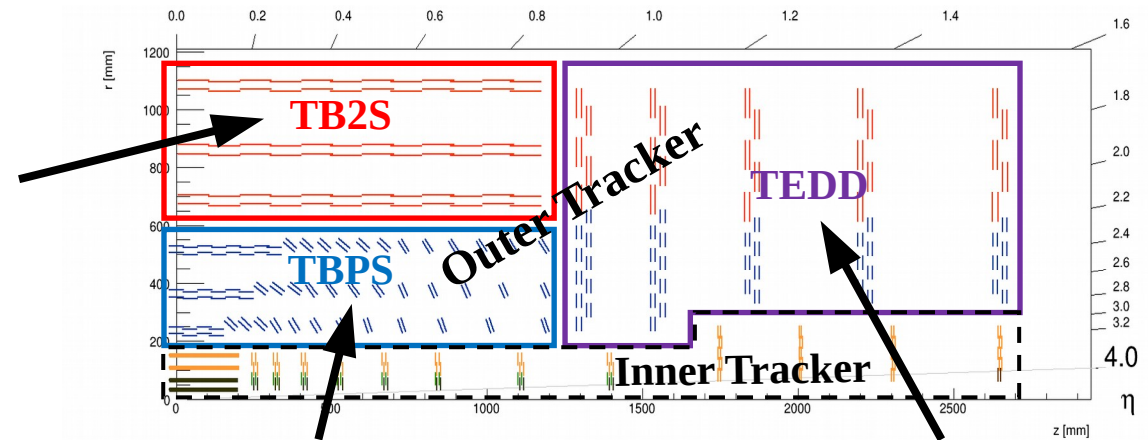 0.0 0.2 0.4 0.6 0.8 1.0 1.2 1.4 1.6
r [mm]
1200
1000
800
600
400
200
0
TB2S
TBPS
TEDD
Outer Tracker
Inner Tracker
1.8
2.0
2.2
2.4
2.6
2.8
3.0
3.2
4.0
η
0 500 1000 1500 2000 2500
z [mm]